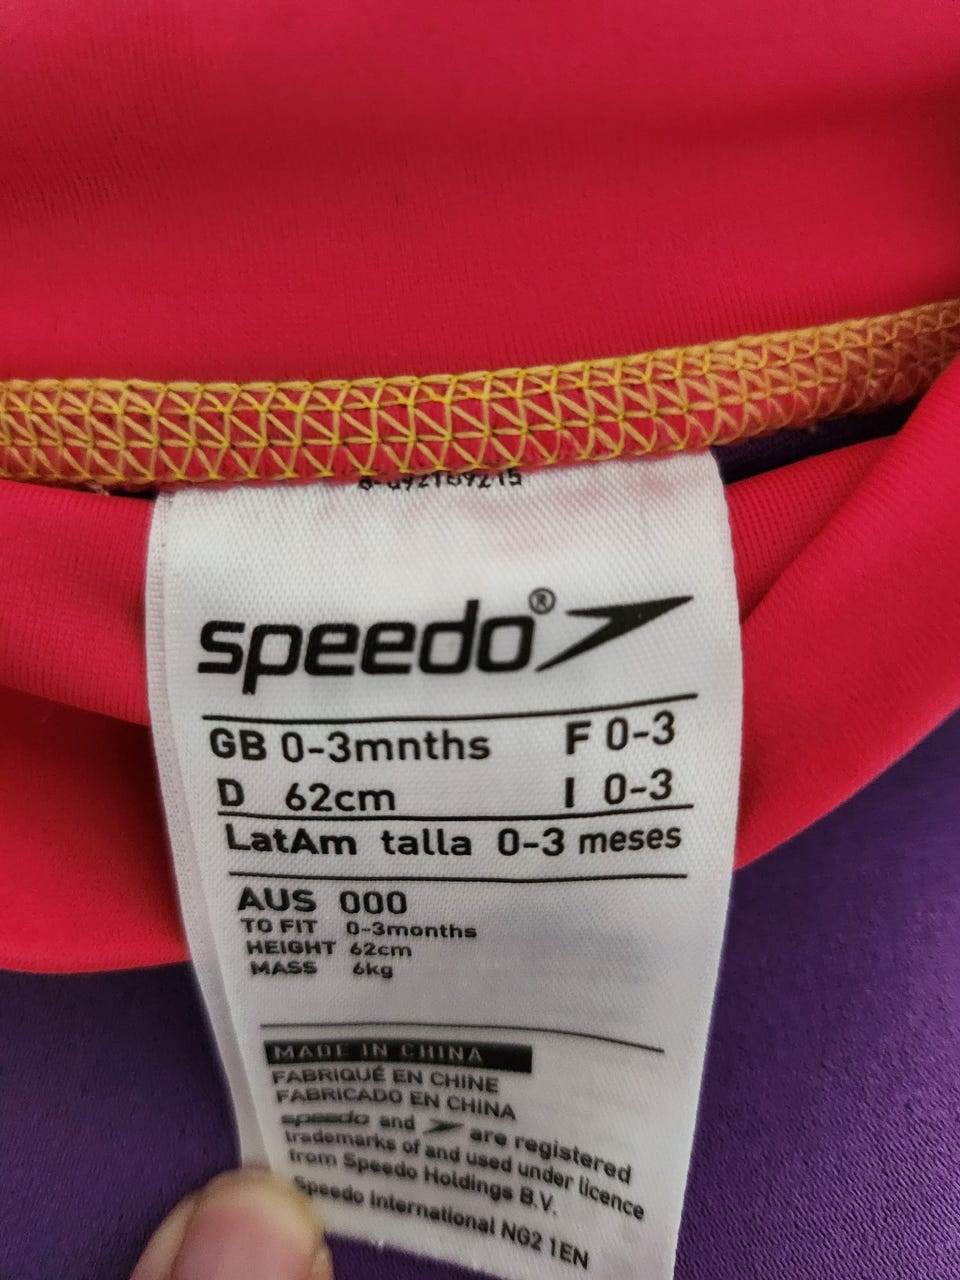 speedo®
GB 0-3mnths F 0-3
D 62cm I 0-3
LatAm talla 0-3 meses
AUS 000
TO FIT 0-3months
HEIGHT 62cm
MASS 6kg
MADE IN CHINA
FABRIQUÉ EN CHINE
FABRICADO EN CHINA
speedo and are registered
trademarks of and used under licence
from Speedo Holdings B.V.
Speedo International NG2 1EN